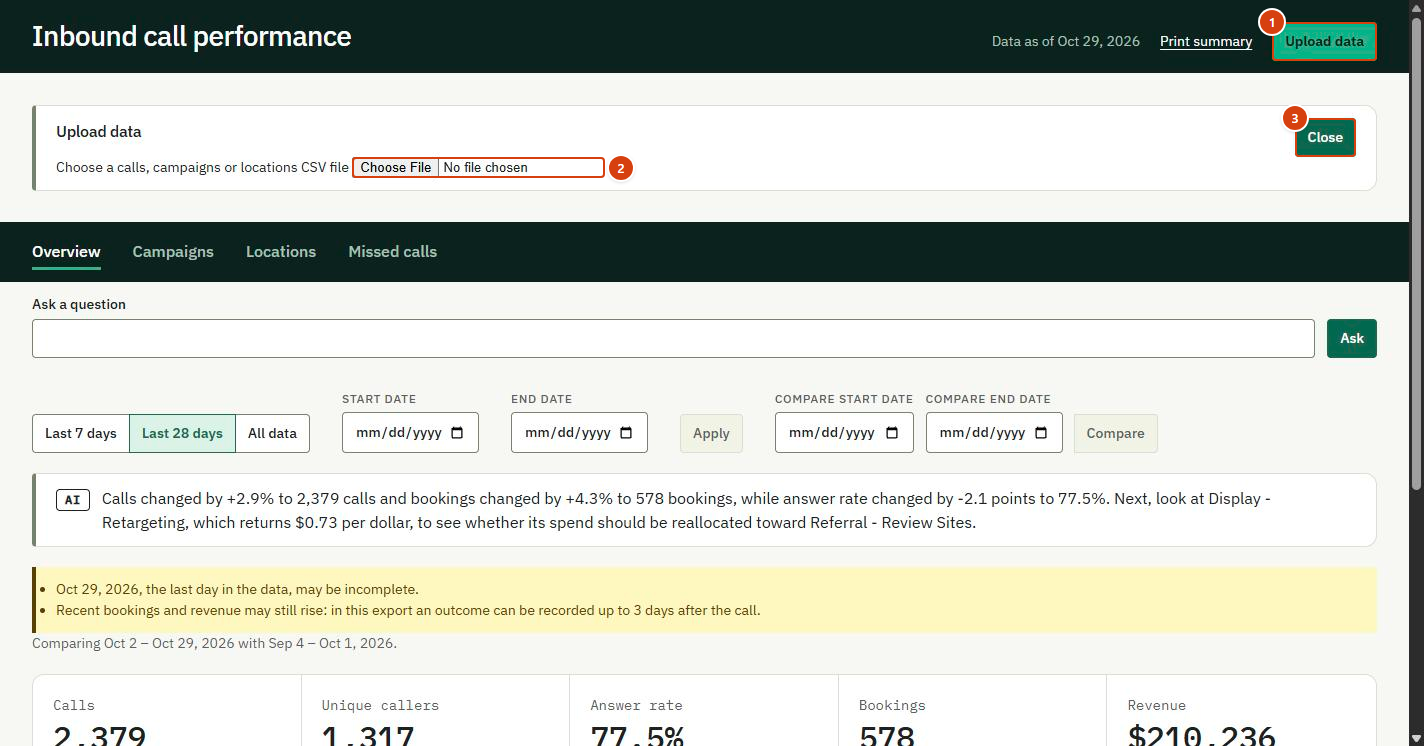 Inbound call performance
Data as of Oct 29, 2026 Print summary 1 Upload data
Upload data 3 Close
Choose a calls, campaigns or locations CSV file Choose File No file chosen 2
Overview Campaigns Locations Missed calls
Ask a question
Ask
START DATE END DATE COMPARE START DATE COMPARE END DATE
Last 7 days Last 28 days All data mm/dd/yyyy mm/dd/yyyy Apply mm/dd/yyyy mm/dd/yyyy Compare
AI Calls changed by +2.9% to 2,379 calls and bookings changed by +4.3% to 578 bookings, while answer rate changed by -2.1 points to 77.5%. Next, look at Display -
Retargeting, which returns $0.73 per dollar, to see whether its spend should be reallocated toward Referral - Review Sites.
Oct 29, 2026, the last day in the data, may be incomplete.
Recent bookings and revenue may still rise: in this export an outcome can be recorded up to 3 days after the call.
Comparing Oct 2 – Oct 29, 2026 with Sep 4 – Oct 1, 2026.
Calls Unique callers Answer rate Bookings Revenue
2,379 1,317 77.5% 578 $210,236